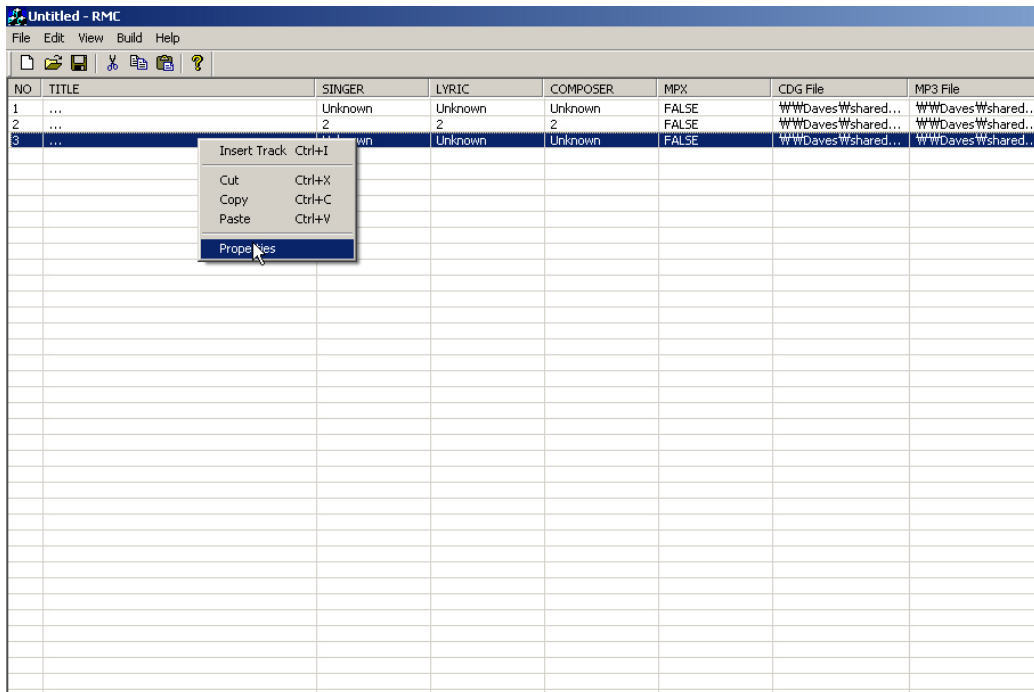 Untitled - RMC
File Edit View Build Help
NO TITLE SINGER LYRIC COMPOSER MPX CDG File MP3 File
1 ... Unknown Unknown Unknown FALSE ₩₩Daves₩shared... ₩₩Daves₩shared...
2 ... 2 2 2 FALSE ₩₩Daves₩shared... ₩₩Daves₩shared...
3 ... Unknown Unknown Unknown FALSE ₩₩Daves₩shared... ₩₩Daves₩shared...
Insert Track Ctrl+I
Cut Ctrl+X
Copy Ctrl+C
Paste Ctrl+V
Properties